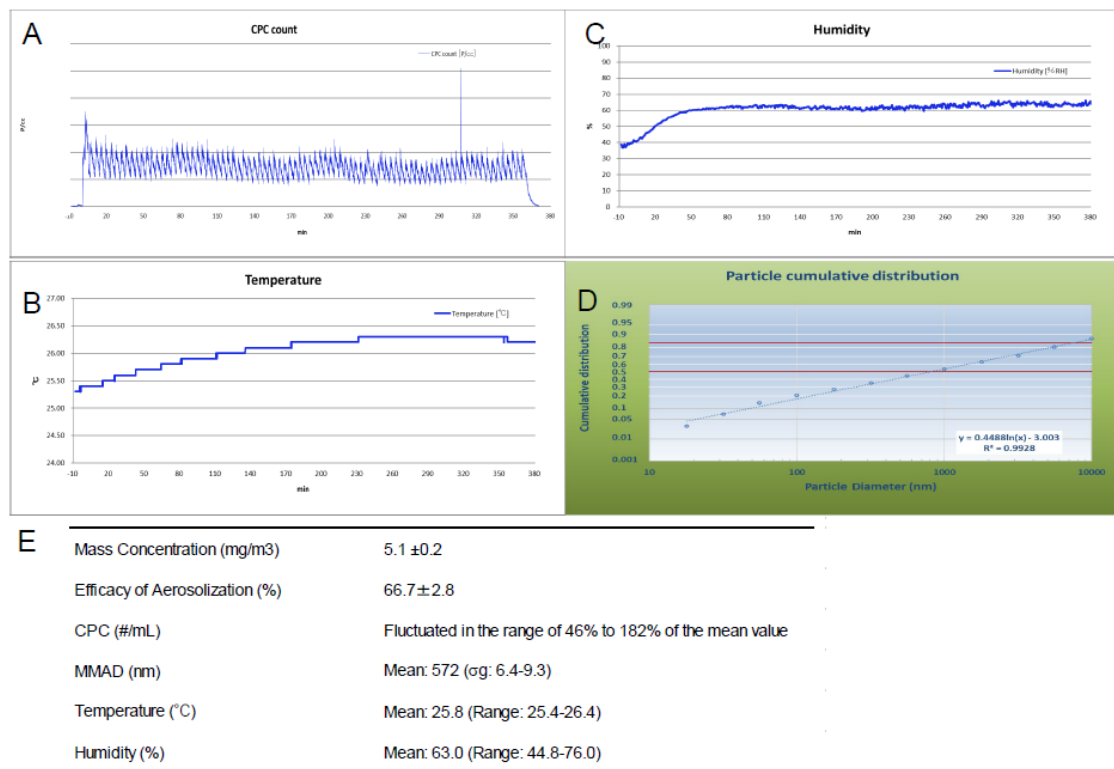 A
CPC count
CPC count [P/cc]
P/cc
-10 20 50 80 110 140 170 200 230 260 290 320 350 380
min
C
Humidity
Humidity [%RH]
100
90
80
70
60
50
40
30
20
10
0
%
-10 20 50 80 110 140 170 200 230 260 290 320 350 380
min
B
Temperature
Temperature [℃]
27.00
26.50
26.00
25.50
25.00
24.50
24.00
℃
-10 20 50 80 110 140 170 200 230 260 290 320 350 380
min
D
Particle cumulative distribution
Cumulative distribution
0.99
0.95
0.9
0.8
0.7
0.6
0.5
0.4
0.3
0.2
0.1
0.05
0.01
0.001
y = 0.4488ln(x) - 3.003
R² = 0.9928
10 100 1000 10000
Particle Diameter (nm)
E
Mass Concentration (mg/m3) 5.1 ±0.2
Efficacy of Aerosolization (%) 66.7±2.8
CPC (#/mL) Fluctuated in the range of 46% to 182% of the mean value
MMAD (nm) Mean: 572 (σg: 6.4-9.3)
Temperature (°C) Mean: 25.8 (Range: 25.4-26.4)
Humidity (%) Mean: 63.0 (Range: 44.8-76.0)